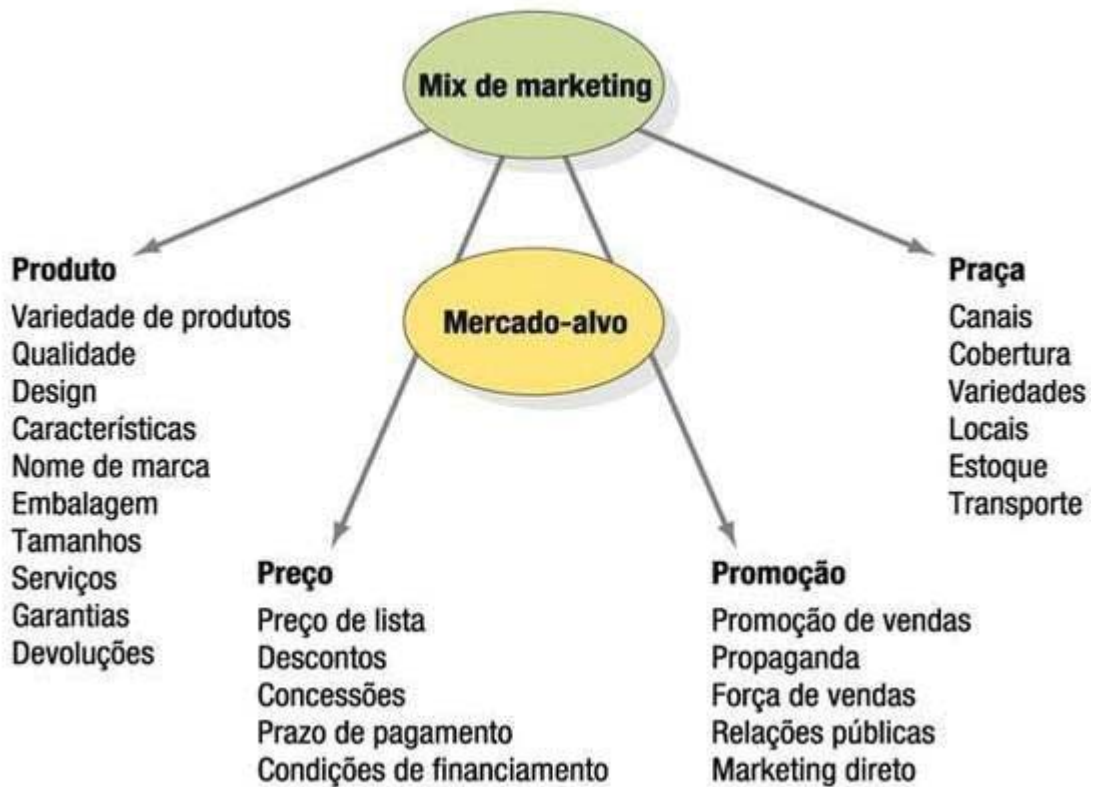 Mix de marketing
Mercado-alvo
Produto
Variedade de produtos
Qualidade
Design
Características
Nome de marca
Embalagem
Tamanhos
Serviços
Garantias
Devoluções
Preço
Preço de lista
Descontos
Concessões
Prazo de pagamento
Condições de financiamento
Promoção
Promoção de vendas
Propaganda
Força de vendas
Relações públicas
Marketing direto
Praça
Canais
Cobertura
Variedades
Locais
Estoque
Transporte